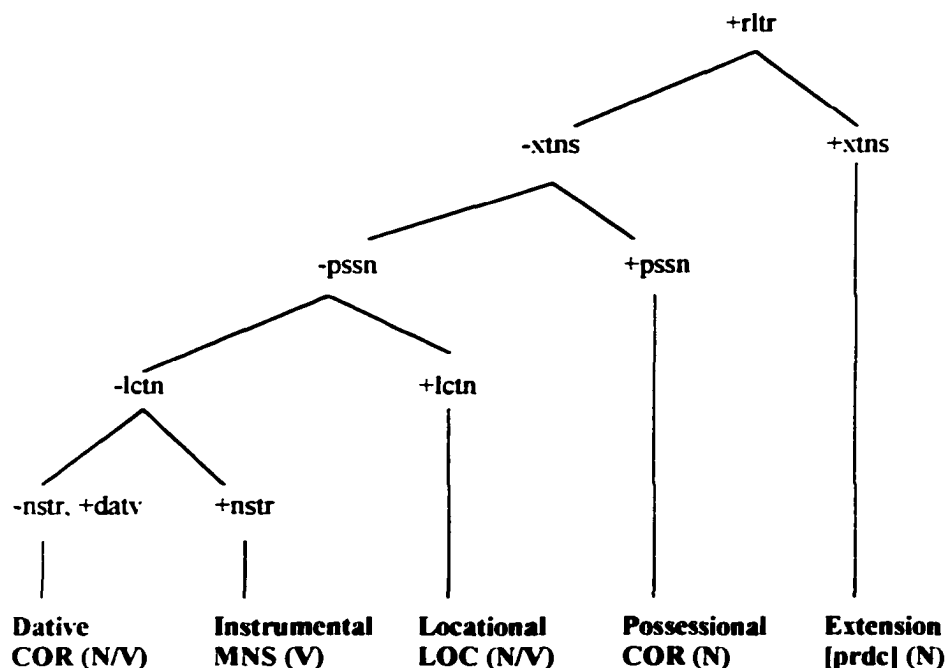 +rltr
-xtns +xtns
-pssn +pssn
-lctn +lctn
-nstr, +datv +nstr
Dative Instrumental Locational Possessional Extension
COR (N/V) MNS (V) LOC (N/V) COR (N) [prdc] (N)